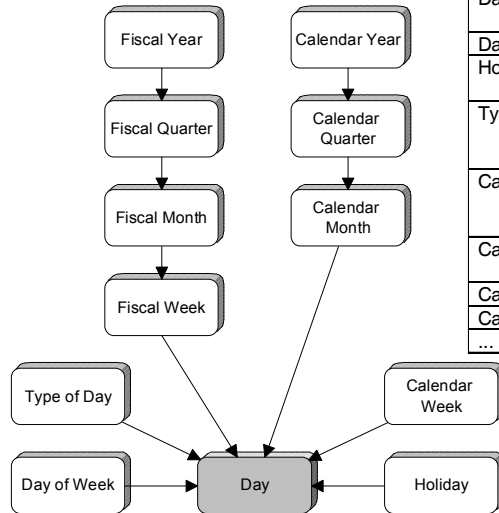 Fiscal Year
Calendar Year
Fiscal Quarter
Calendar
Quarter
Fiscal Month
Calendar
Month
Fiscal Week
Type of Day
Calendar
Week
Day of Week
Day
Holiday
Da
Ho
Ty
Ca
Ca
Ca
Ca
...